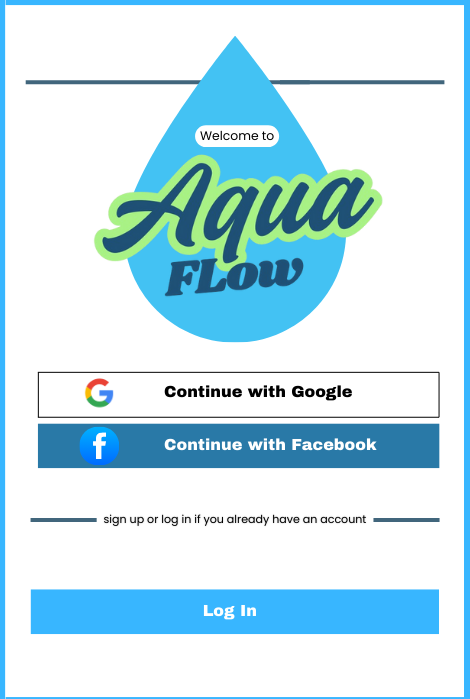 Welcome to
Aqua
FLow
Continue with Google
Continue with Facebook
sign up or log in if you already have an account
Log In